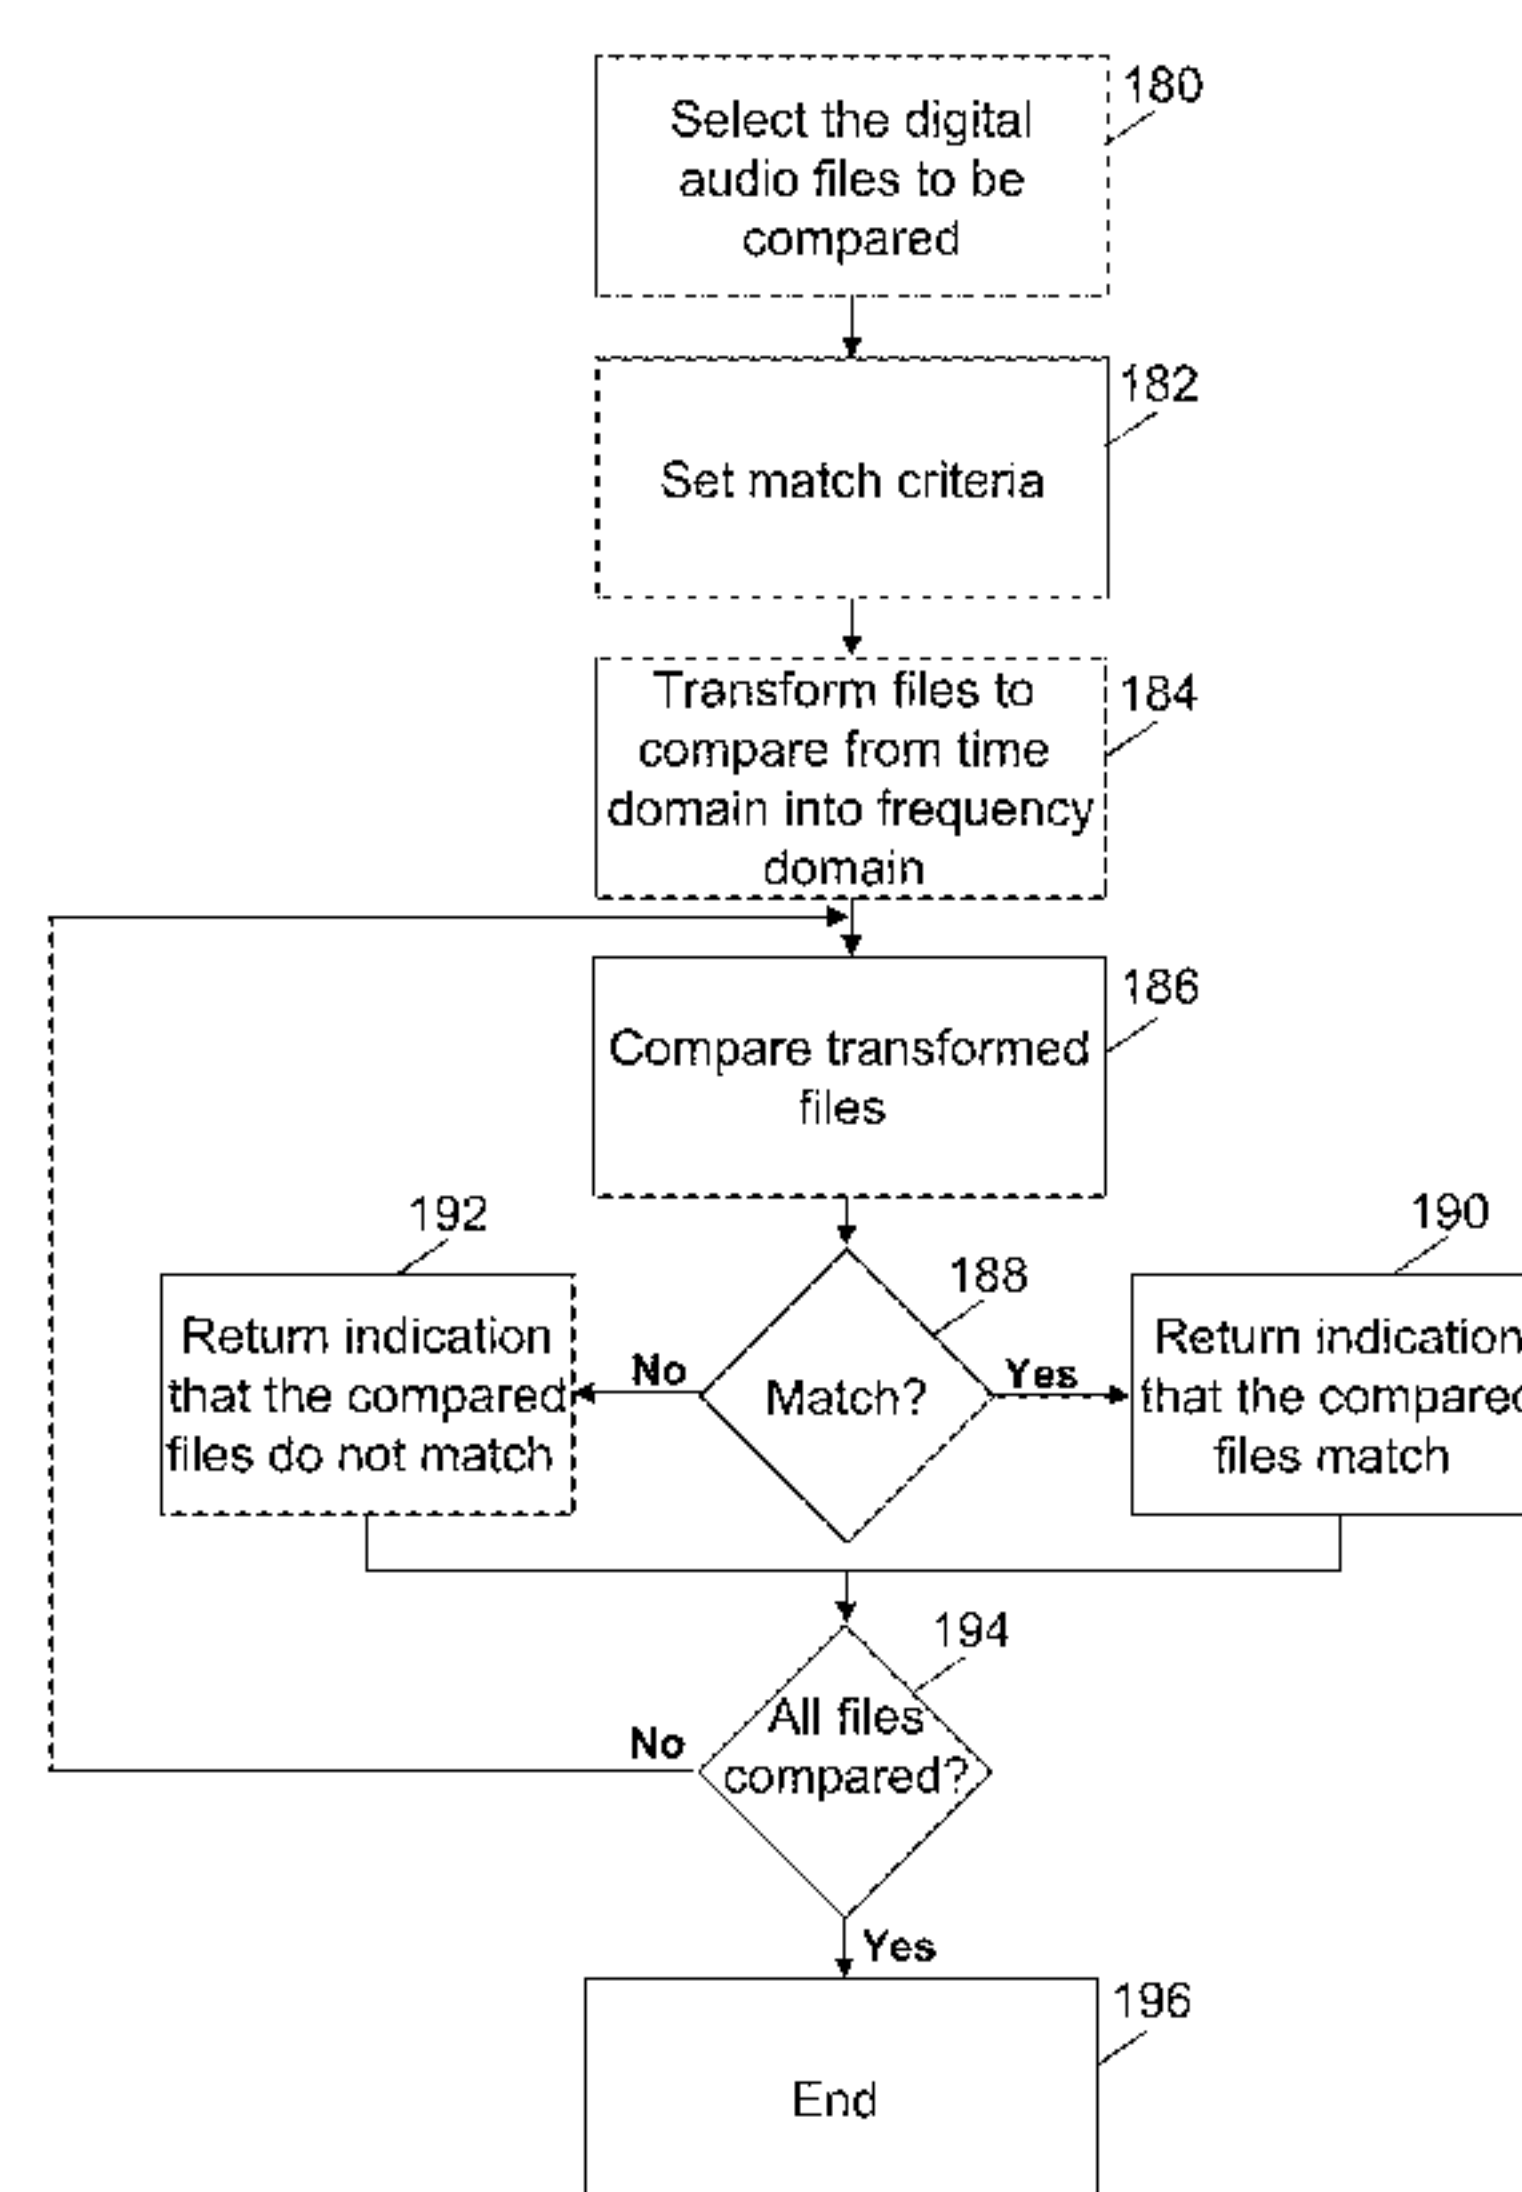 180
Select the digital
audio files to be
compared
182
Set match criteria
184
Transform files to
compare from time
domain into frequency
domain
186
Compare transformed
files
192
190
188
Return indication
that the compared
files do not match
No
Match?
Yes
Return indication
that the compared
files match
194
All files
compared?
No
Yes
196
End